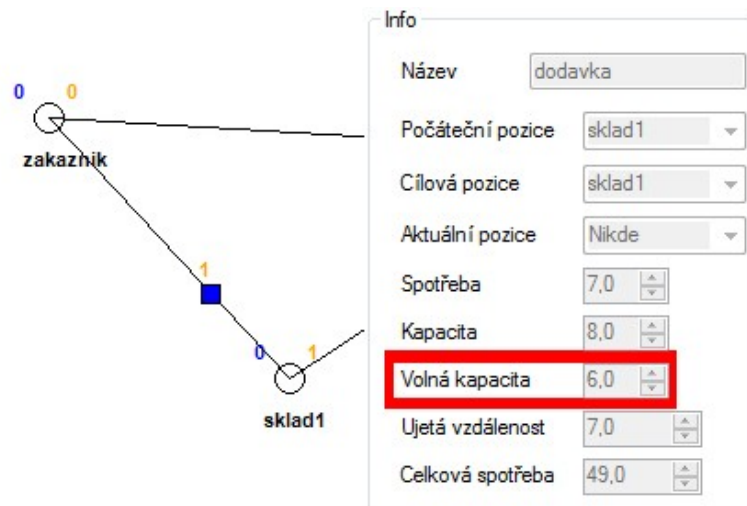 0 0
zakaznik
1
0 1
sklad1
Info
Název dodavka
Počáteční pozice sklad1
Cílová pozice sklad1
Aktuální pozice Nikde
Spotřeba 7,0
Kapacita 8,0
Volná kapacita 6,0
Ujetá vzdálenost 7,0
Celková spotřeba 49,0